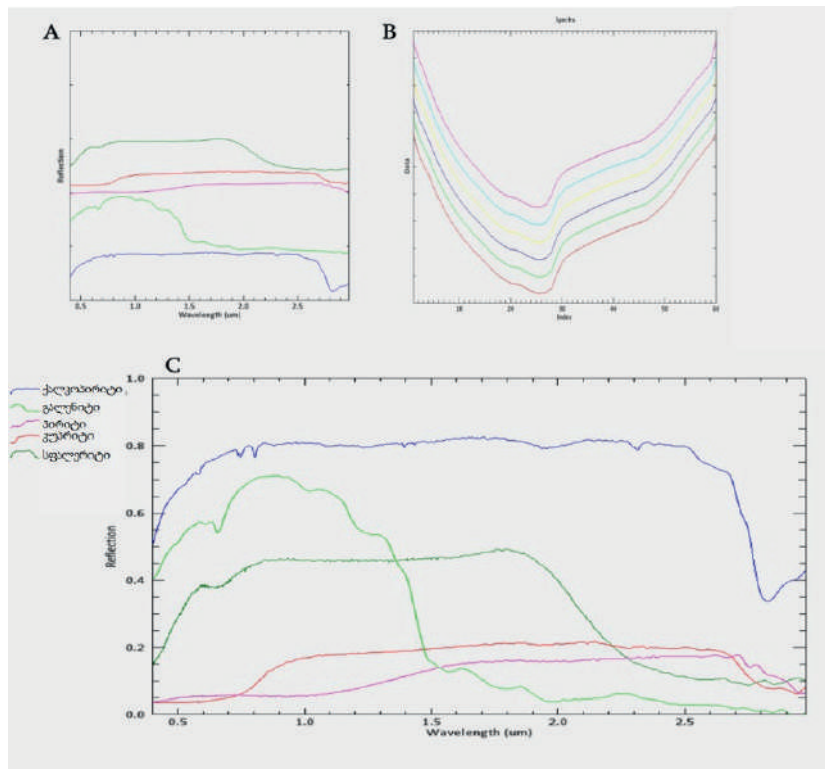 A
Reflection
0.5 1.0 1.5 2.0 2.5
Wavelength (um)
B
Spectra
Data
10 20 30 40 50 60
Index
C
ქალკოპირიტი
გალენიტი
პირიტი
კუპრიტი
სფალერიტი
1.0
0.8
0.6
0.4
0.2
0.0
Reflection
0.5 1.0 1.5 2.0 2.5
Wavelength (um)